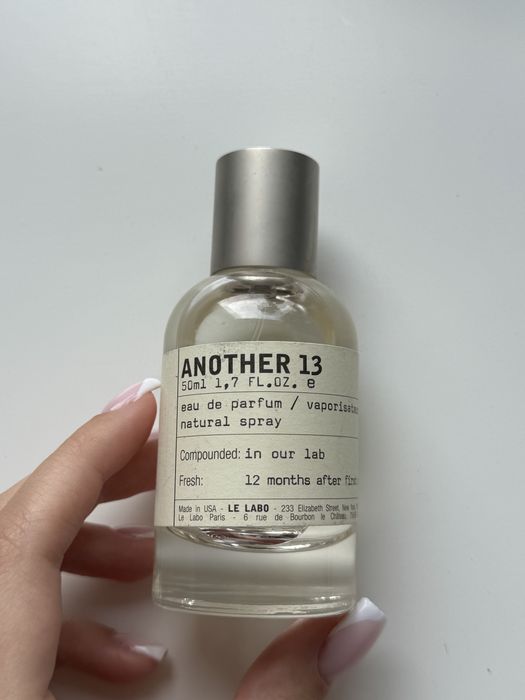 ANOTHER 13
50ml 1,7 FL.OZ. e
eau de parfum / vaporisate
natural spray
Compounded: in our lab
Fresh: 12 months after first
Made in USA - LE LABO - 233 Elizabeth Street, New
Le Labo Paris - 6 rue de Bourbon le Château,